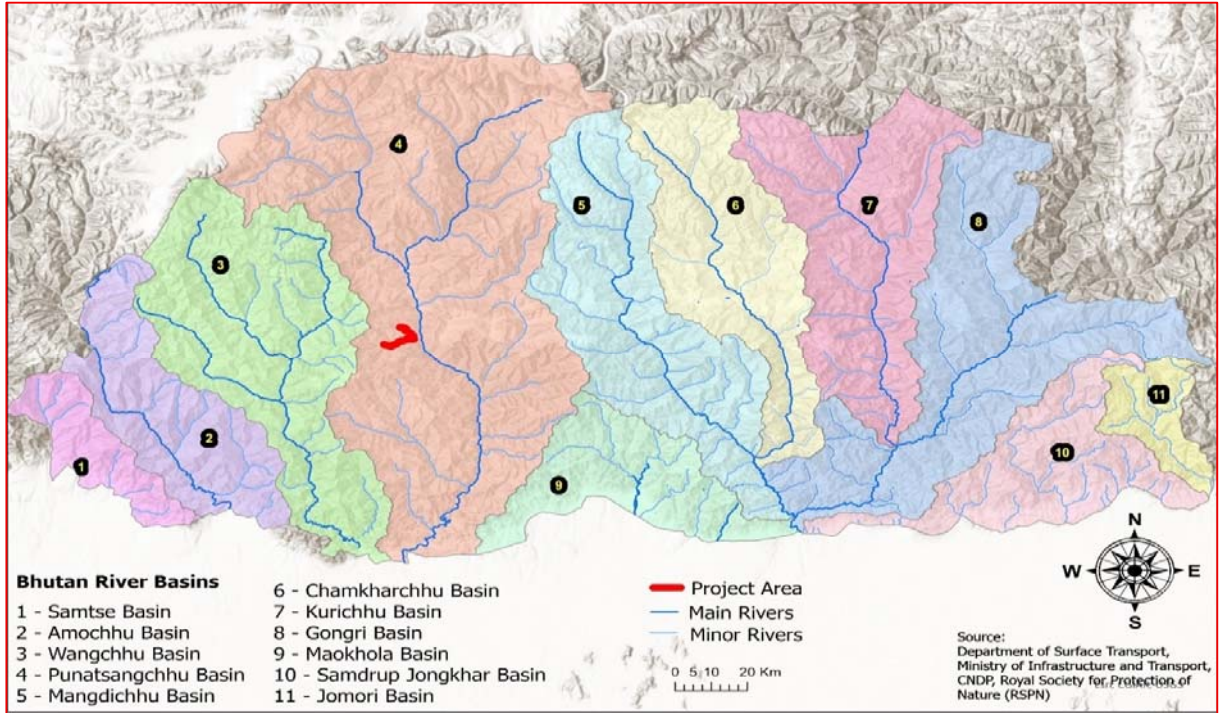 4
5
6
7
8
3
11
2
10
1
9
Bhutan River Basins
1 - Samtse Basin
2 - Amochhu Basin
3 - Wangchhu Basin
4 - Punatsangchhu Basin
5 - Mangdichhu Basin
6 - Chamkharchhu Basin
7 - Kurichhu Basin
8 - Gongri Basin
9 - Maokhola Basin
10 - Samdrup Jongkhar Basin
11 - Jomori Basin
Project Area
Main Rivers
Minor Rivers
0 5 10 20 Km
N
W E
S
Source:
Department of Surface Transport,
Ministry of Infrastructure and Transport,
CNDP, Royal Society for Protection of
Nature (RSPN)